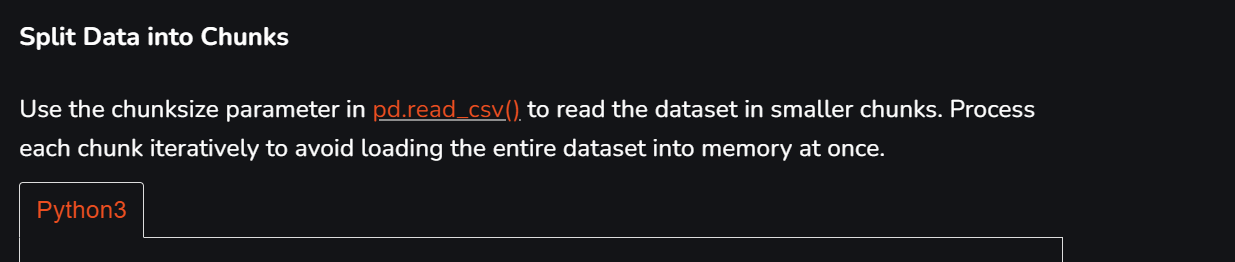 Split Data into Chunks
Use the chunksize parameter in pd.read_csv() to read the dataset in smaller chunks. Process
each chunk iteratively to avoid loading the entire dataset into memory at once.
Python3